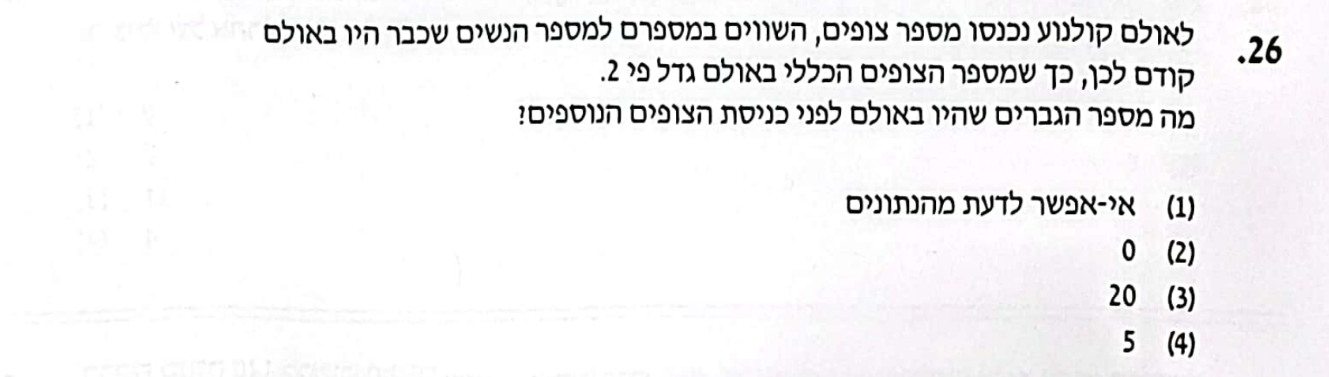 26. לאולם קולנוע נכנסו מספר צופים, השווים במספרם למספר הנשים שכבר היו באולם
קודם לכן, כך שמספר הצופים הכללי באולם גדל פי 2.
מה מספר הגברים שהיו באולם לפני כניסת הצופים הנוספים?
(1) אי-אפשר לדעת מהנתונים
(2) 0
(3) 20
(4) 5